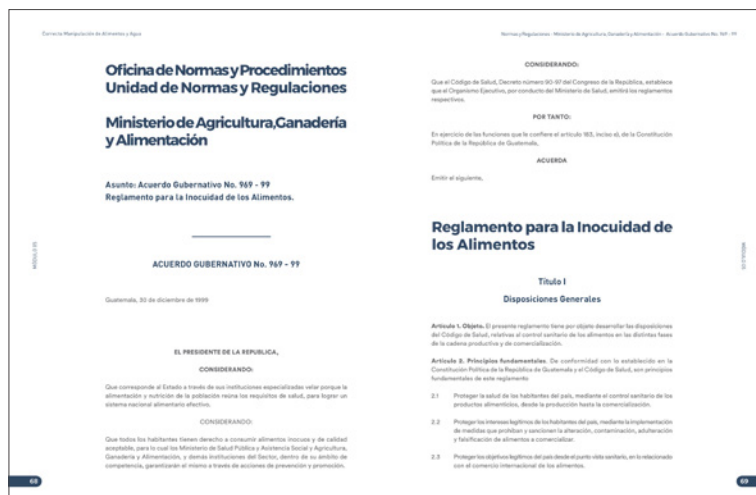 Correcta Manipulación de Alimentos y Agua
Oficina de Normas y Procedimientos
Unidad de Normas y Regulaciones
Ministerio de Agricultura,Ganadería
y Alimentación
Asunto: Acuerdo Gubernativo No. 969 - 99
Reglamento para la Inocuidad de los Alimentos.
ACUERDO GUBERNATIVO No. 969 - 99
Guatemala, 30 de diciembre de 1999
EL PRESIDENTE DE LA REPUBLICA,
CONSIDERANDO:
Que corresponde al Estado a través de sus instituciones especializadas velar porque la
alimentación y nutrición de la población reúna los requisitos de salud, para lograr un
sistema nacional alimentario efectivo.
CONSIDERANDO:
Que todos los habitantes tienen derecho a consumir alimentos inocuos y de calidad
aceptable, para lo cual los Ministerio de Salud Pública y Asistencia Social y Agricultura,
Ganadería y Alimentación, y demás instituciones del Sector, dentro de su ámbito de
competencia, garantizarán el mismo a través de acciones de prevención y promoción.
MÓDULO 05
68
Normas y Regulaciones - Ministerio de Agricultura, Ganadería y Alimentación - Acuerdo Gubernativo No. 969 - 99
CONSIDERANDO:
Que el Código de Salud, Decreto número 90-97 del Congreso de la República, establece
que el Organismo Ejecutivo, por conducto del Ministerio de Salud, emitirá los reglamentos
respectivos.
POR TANTO:
En ejercicio de las funciones que le confiere el artículo 183, inciso e), de la Constitución
Política de la República de Guatemala,
ACUERDA
Emitir el siguiente,
Reglamento para la Inocuidad de
los Alimentos
Título I
Disposiciones Generales
Artículo 1. Objeto. El presente reglamento tiene por objeto desarrollar las disposiciones
del Código de Salud, relativas al control sanitario de los alimentos en las distintas fases
de la cadena productiva y de comercialización.
Artículo 2. Principios fundamentales. De conformidad con lo establecido en la
Constitución Política de la República de Guatemala y el Código de Salud, son principios
fundamentales de este reglamento
2.1 Proteger la salud de los habitantes del país, mediante el control sanitario de los
productos alimenticios, desde la producción hasta la comercialización.
2.2 Proteger los intereses legítimos de los habitantes del país, mediante la implementación
de medidas que prohíban y sancionen la alteración, contaminación, adulteración
y falsificación de alimentos a comercializar.
2.3 Proteger los objetivos legítimos del país desde el punto vista sanitario, en lo relacionado
con el comercio internacional de los alimentos.
MÓDULO 05
69